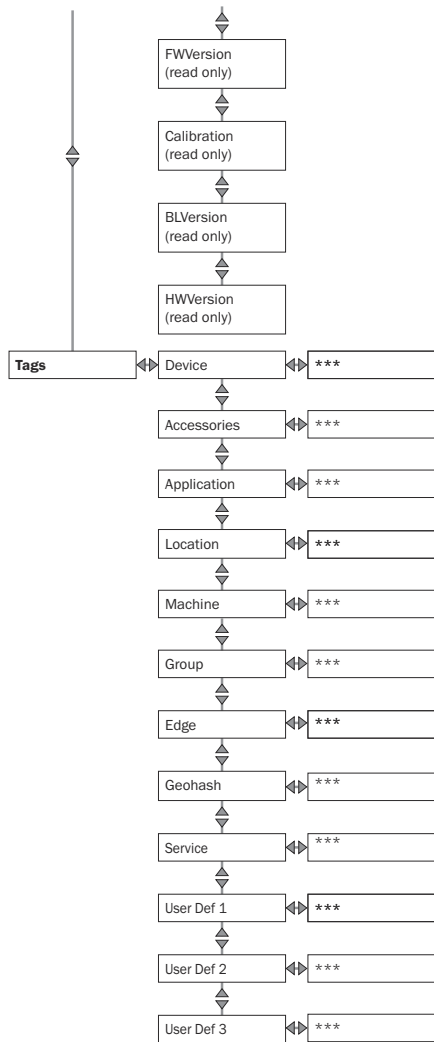 FWVersion
(read only)
Calibration
(read only)
BLVersion
(read only)
HWVersion
(read only)
Tags
Device
***
Accessories
***
Application
***
Location
***
Machine
***
Group
***
Edge
***
Geohash
***
Service
***
User Def 1
***
User Def 2
***
User Def 3
***